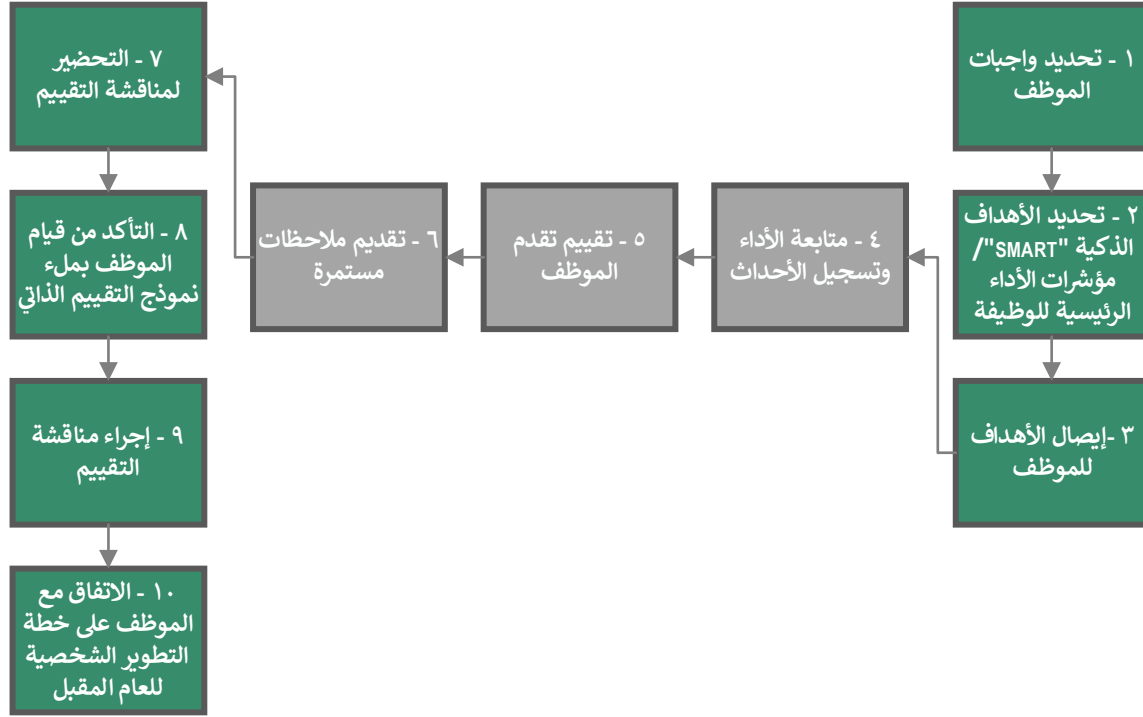 ١ - تحديد واجبات
الموظف
٢ - تحديد الأهداف
الذكية "SMART"/
مؤشرات الأداء
الرئيسية للوظيفة
٣ -إيصال الأهداف
للموظف
٤ - متابعة الأداء
وتسجيل الأحداث
٥ - تقييم تقدم
الموظف
٦ - تقديم ملاحظات
مستمرة
٧ - التحضير
لمناقشة التقييم
٨ - التأكد من قيام
الموظف بملء
نموذج التقييم الذاتي
٩ - إجراء مناقشة
التقييم
١٠ - الاتفاق مع
الموظف على خطة
التطوير الشخصية
للعام المقبل